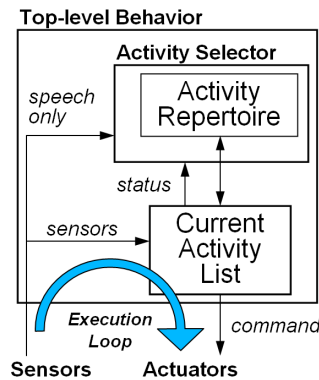 Top-level Behavior
Activity Selector
Activity
Repertoire
speech
only
status
sensors
Current
Activity
List
Execution
Loop
command
Sensors
Actuators